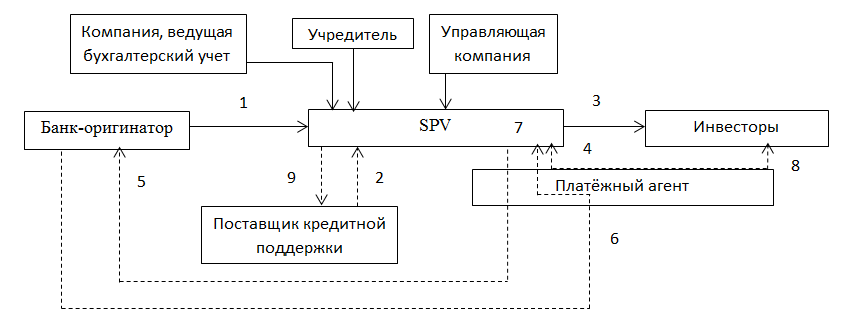 Компания, ведущая
бухгалтерский учет
Учредитель
Управляющая
компания
1
3
Банк-оригинатор
SPV
7
Инвесторы
4
5
9
2
8
Платёжный агент
Поставщик кредитной
поддержки
6